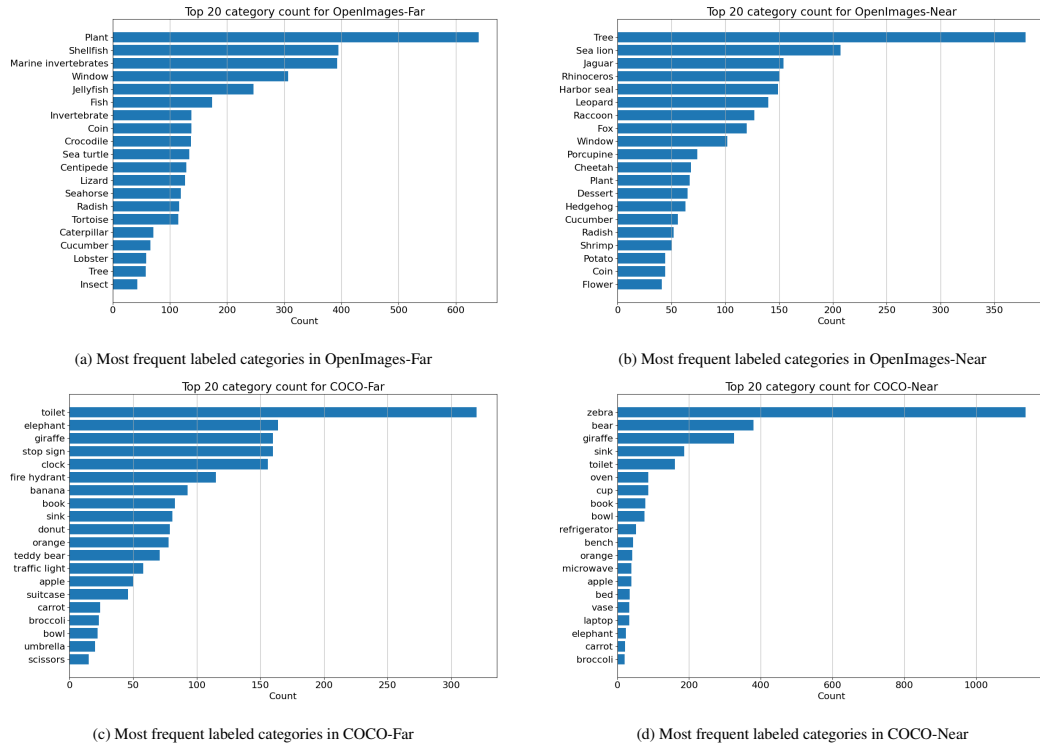 Top 20 category count for OpenImages-Far
Plant
Shellfish
Marine invertebrates
Window
Jellyfish
Fish
Invertebrate
Coin
Crocodile
Sea turtle
Centipede
Lizard
Seahorse
Radish
Tortoise
Caterpillar
Cucumber
Lobster
Tree
Insect
0 100 200 300 400 500 600
Count
(a) Most frequent labeled categories in OpenImages-Far
Top 20 category count for OpenImages-Near
Tree
Sea lion
Jaguar
Rhinoceros
Harbor seal
Leopard
Raccoon
Fox
Window
Porcupine
Cheetah
Plant
Dessert
Hedgehog
Cucumber
Radish
Shrimp
Potato
Coin
Flower
0 50 100 150 200 250 300 350
Count
(b) Most frequent labeled categories in OpenImages-Near
Top 20 category count for COCO-Far
toilet
elephant
giraffe
stop sign
clock
fire hydrant
banana
book
sink
donut
orange
teddy bear
traffic light
apple
suitcase
carrot
broccoli
bowl
umbrella
scissors
0 50 100 150 200 250 300
Count
(c) Most frequent labeled categories in COCO-Far
Top 20 category count for COCO-Near
zebra
bear
giraffe
sink
toilet
oven
cup
book
bowl
refrigerator
bench
orange
microwave
apple
bed
vase
laptop
elephant
carrot
broccoli
0 200 400 600 800 1000
Count
(d) Most frequent labeled categories in COCO-Near